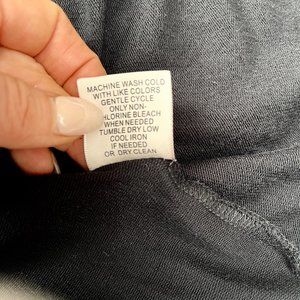 MACHINE WASH COLD
WITH LIKE COLORS
GENTLE CYCLE
ONLY NON-
CHLORINE BLEACH
WHEN NEEDED
TUMBLE DRY LOW
COOL IRON
IF NEEDED
OR DRY CLEAN